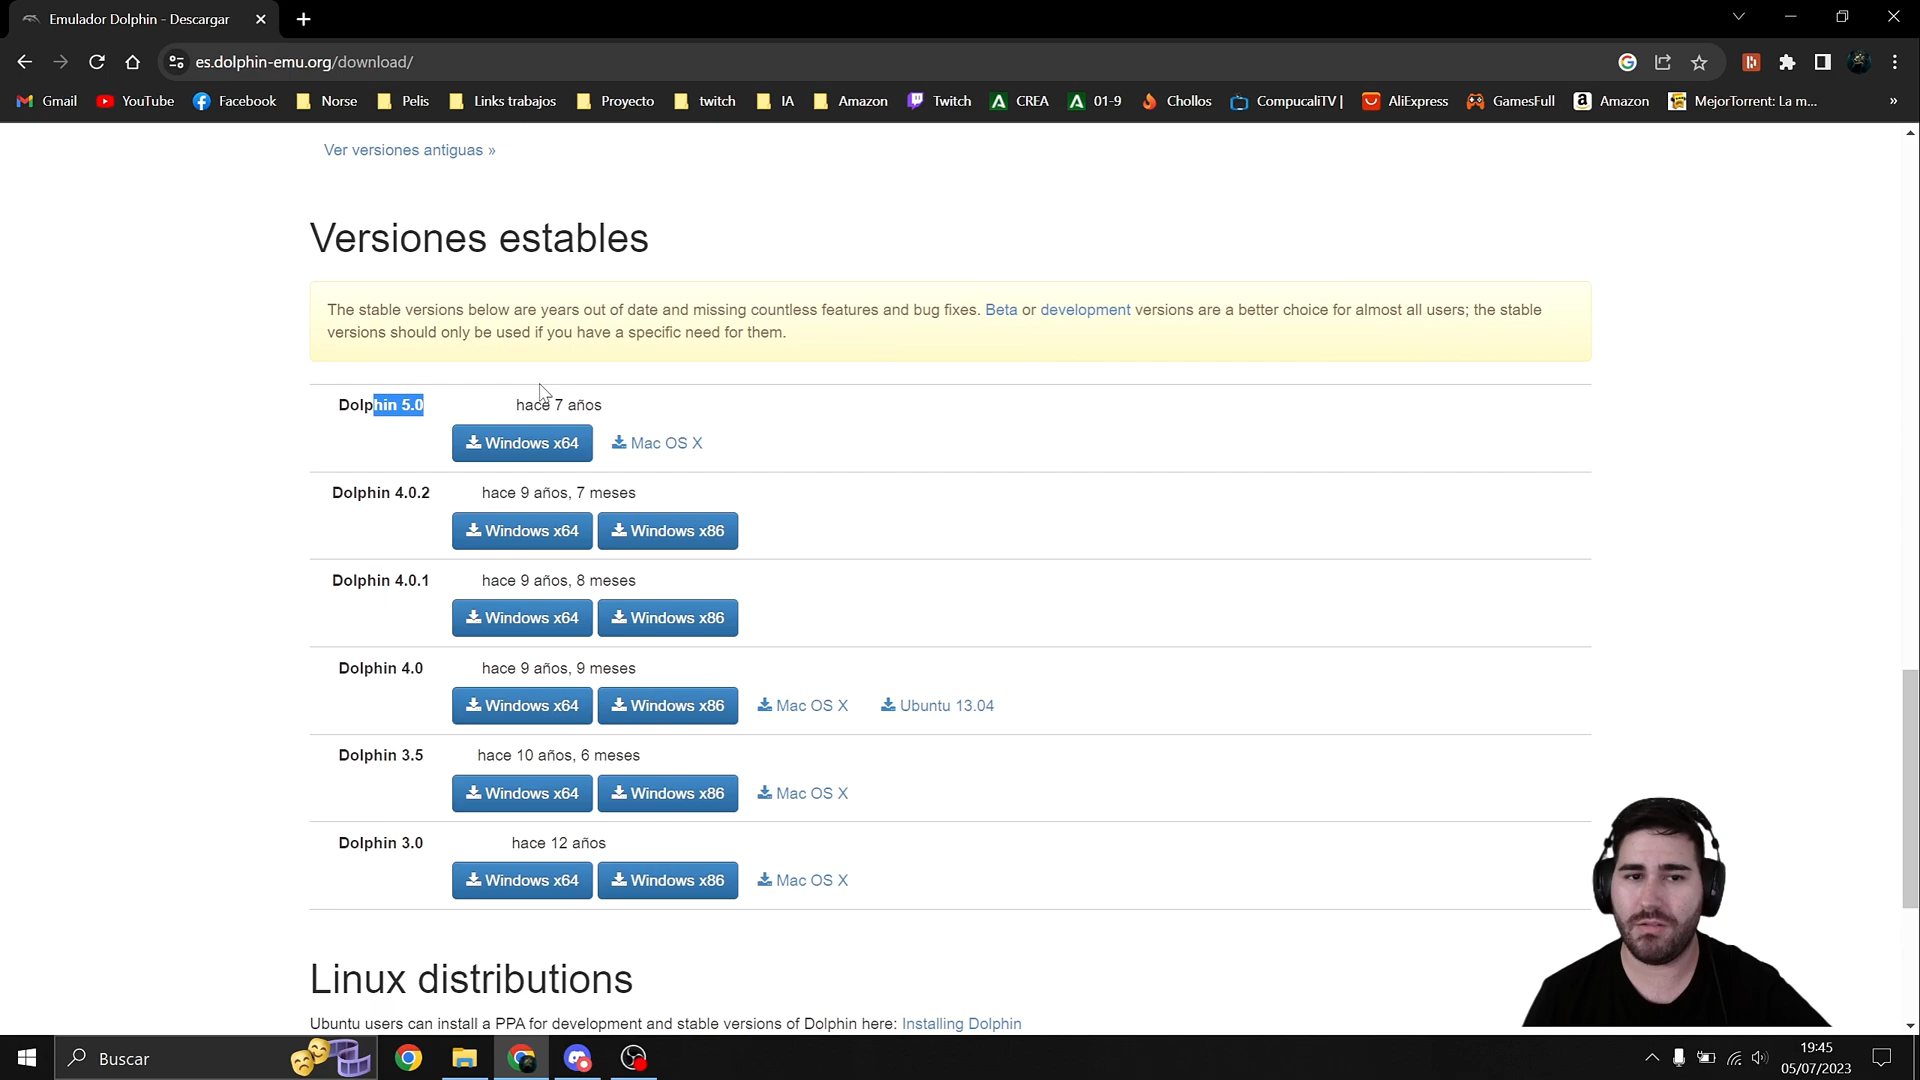 Emulador Dolphin - Descargar
es.dolphin-emu.org/download/
Gmail YouTube Facebook Norse Pelis Links trabajos Proyecto twitch IA Amazon Twitch CREA 01-9 Chollos CompucaliTV | AliExpress GamesFull Amazon MejorTorrent: La m... »
Ver versiones antiguas »
Versiones estables
The stable versions below are years out of date and missing countless features and bug fixes. Beta or development versions are a better choice for almost all users; the stable
versions should only be used if you have a specific need for them.
Dolphin 5.0 hace 7 años
Windows x64 Mac OS X
Dolphin 4.0.2 hace 9 años, 7 meses
Windows x64 Windows x86
Dolphin 4.0.1 hace 9 años, 8 meses
Windows x64 Windows x86
Dolphin 4.0 hace 9 años, 9 meses
Windows x64 Windows x86 Mac OS X Ubuntu 13.04
Dolphin 3.5 hace 10 años, 6 meses
Windows x64 Windows x86 Mac OS X
Dolphin 3.0 hace 12 años
Windows x64 Windows x86 Mac OS X
Linux distributions
Ubuntu users can install a PPA for development and stable versions of Dolphin here: Installing Dolphin
Buscar
19:45
05/07/2023